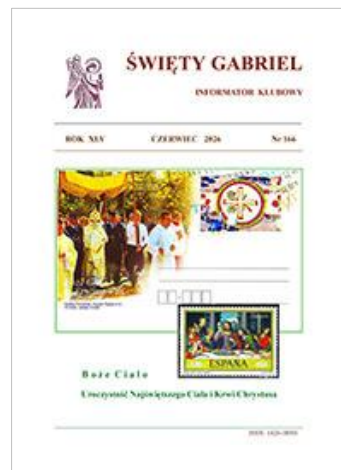 ŚWIĘTY GABRIEL
INFORMATOR KLUBOWY
ROK XLV CZERWIEC 2026 Nr 166
ESPAÑA
Boże Ciało
Uroczystość Najświętszego Ciała i Krwi Chrystusa